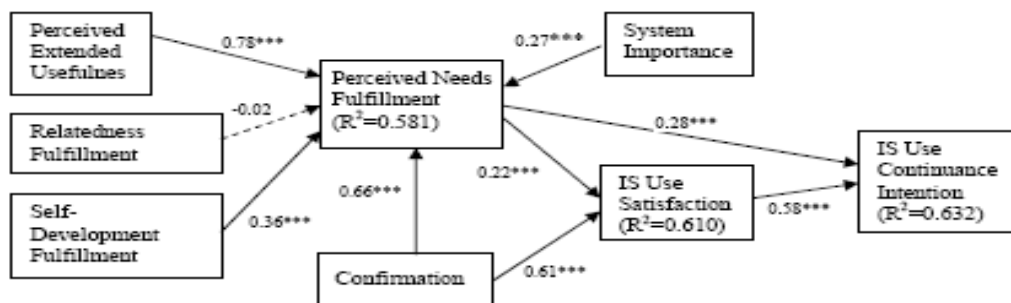 Perceived
Extended
Usefulnes
0.78***
System
Importance
0.27***
Perceived Needs
Fulfillment
(R²=0.581)
-0.02
Relatedness
Fulfillment
0.28***
IS Use
Continuance
Intention
(R²=0.632)
0.22***
IS Use
Satisfaction
(R²=0.610)
0.58***
Self-
Development
Fulfillment
0.36***
0.66***
Confirmation
0.61***